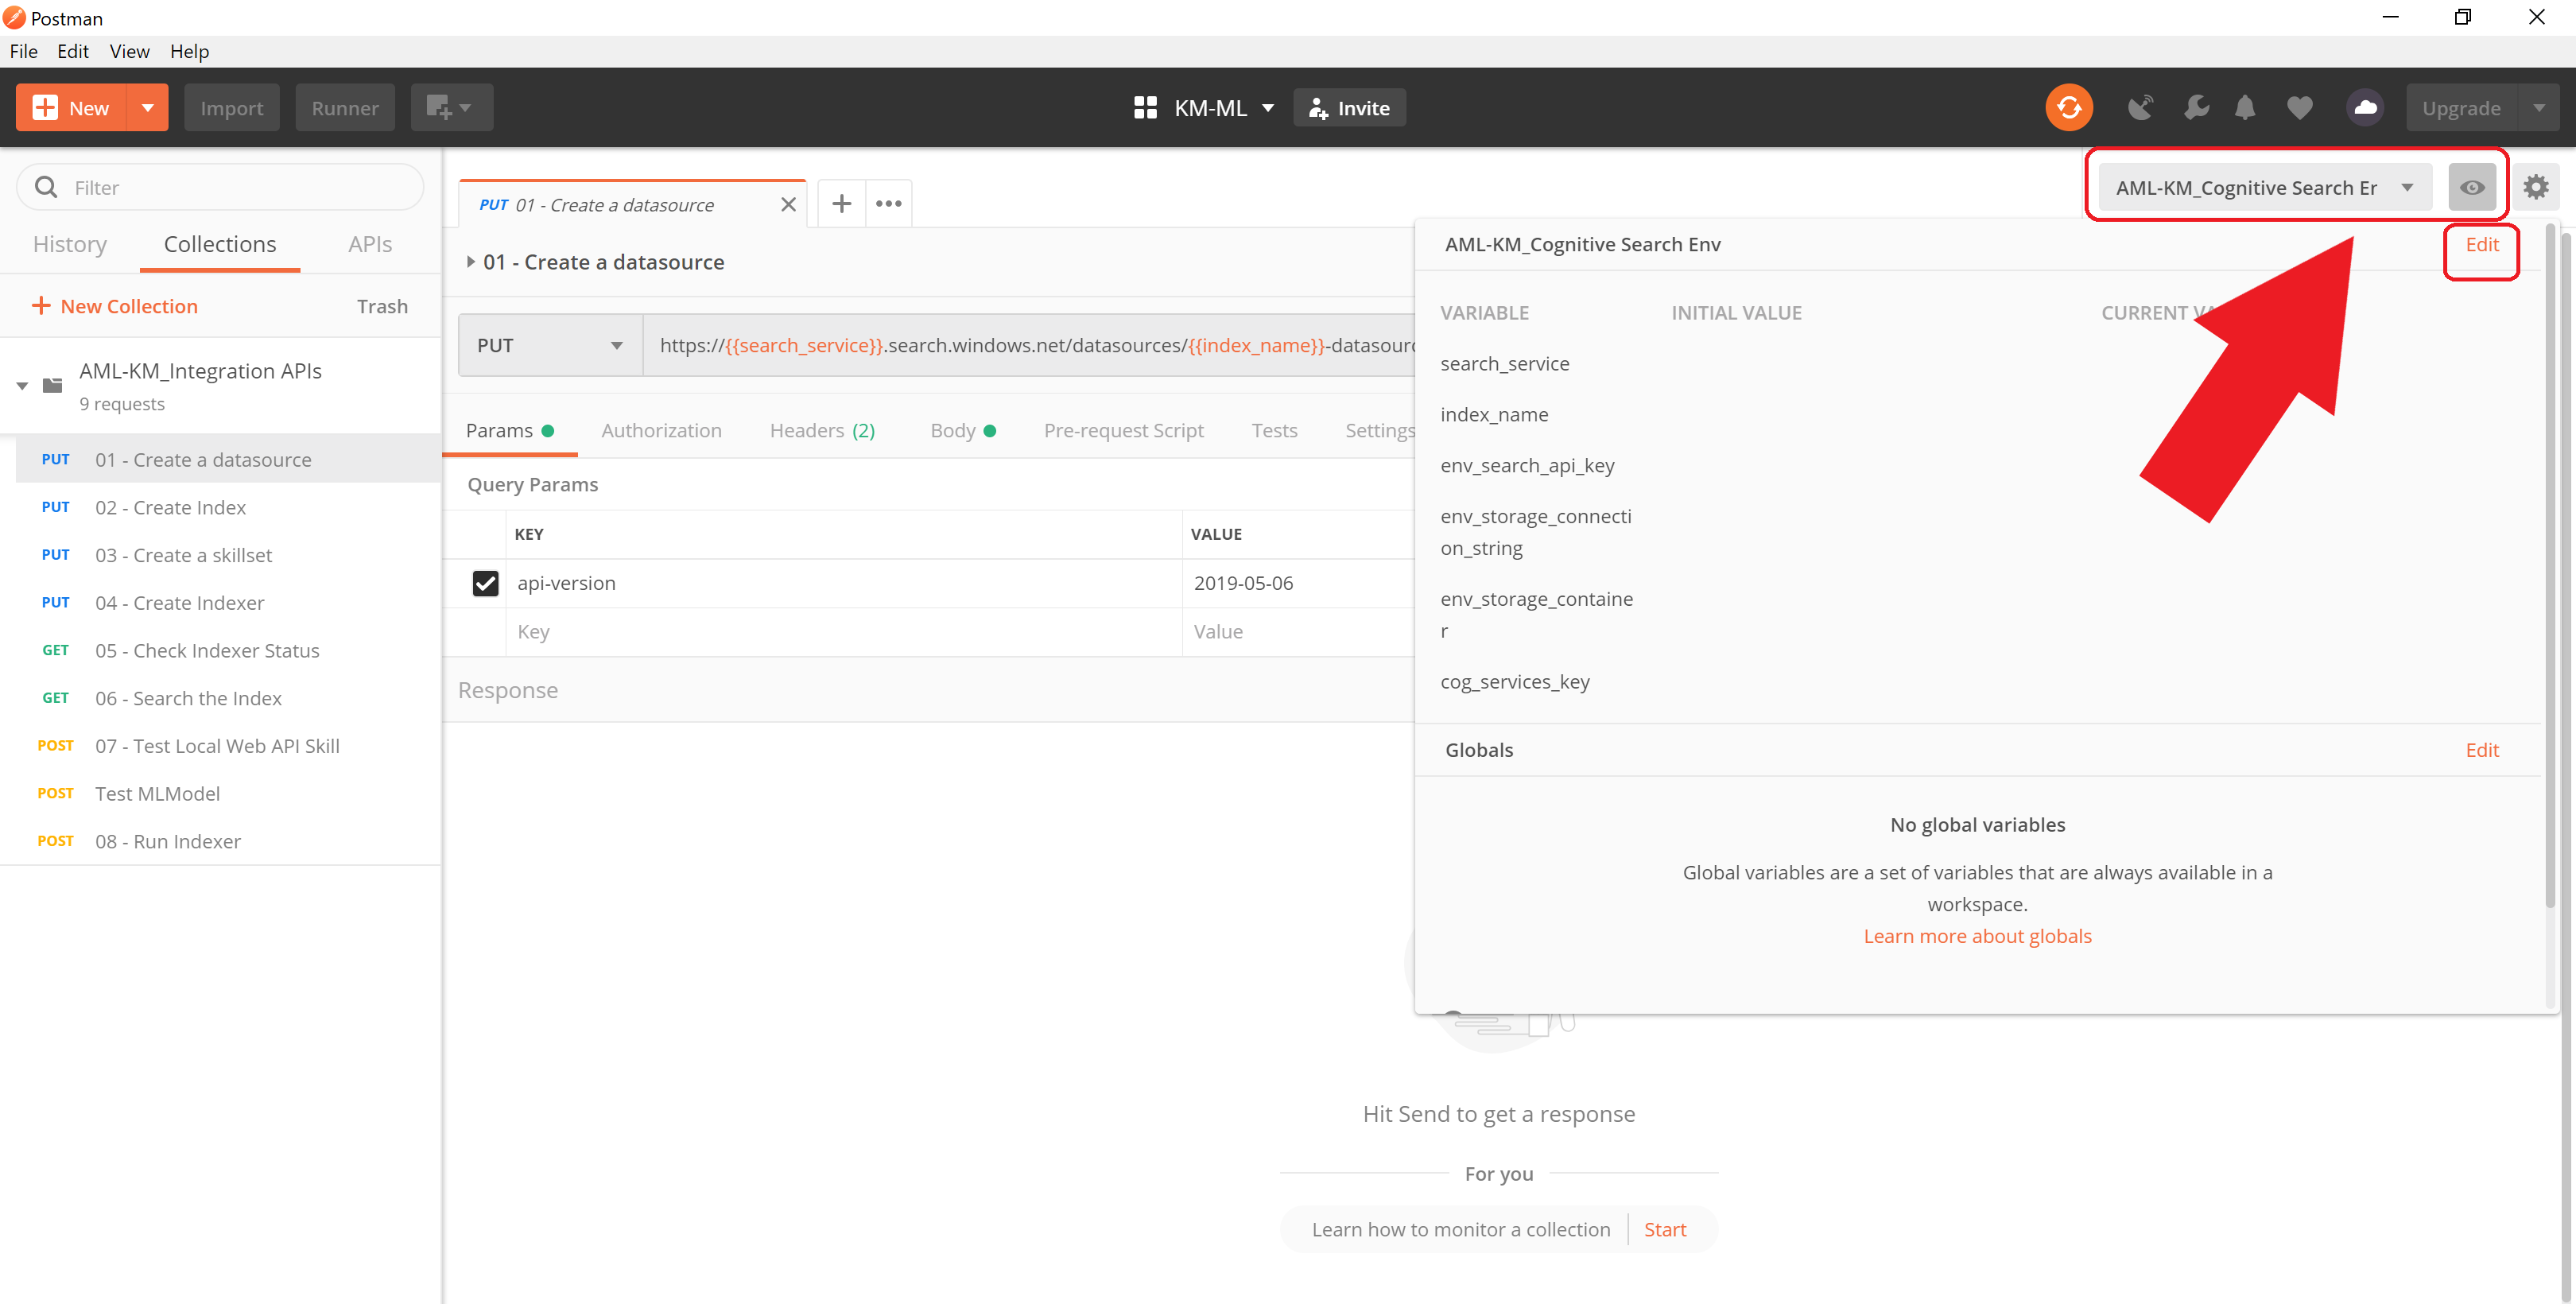 Postman
File Edit View Help
New Import Runner KM-ML Invite Upgrade
Filter
History Collections APIs
New Collection Trash
AML-KM_Integration APIs
9 requests
PUT 01 - Create a datasource
PUT 02 - Create Index
PUT 03 - Create a skillset
PUT 04 - Create Indexer
GET 05 - Check Indexer Status
GET 06 - Search the Index
POST 07 - Test Local Web API Skill
POST Test MLModel
POST 08 - Run Indexer
PUT 01 - Create a datasource
AML-KM_Cognitive Search Er
01 - Create a datasource
PUT https://{{search_service}}.search.windows.net/datasources/{{index_name}}-datasourc
Params Authorization Headers (2) Body Pre-request Script Tests Settings
Query Params
KEY VALUE
api-version 2019-05-06
Key Value
Response
AML-KM_Cognitive Search Env Edit
VARIABLE INITIAL VALUE CURRENT VA
search_service
index_name
env_search_api_key
env_storage_connecti
on_string
env_storage_containe
r
cog_services_key
Globals Edit
No global variables
Global variables are a set of variables that are always available in a
workspace.
Learn more about globals
Hit Send to get a response
For you
Learn how to monitor a collection Start